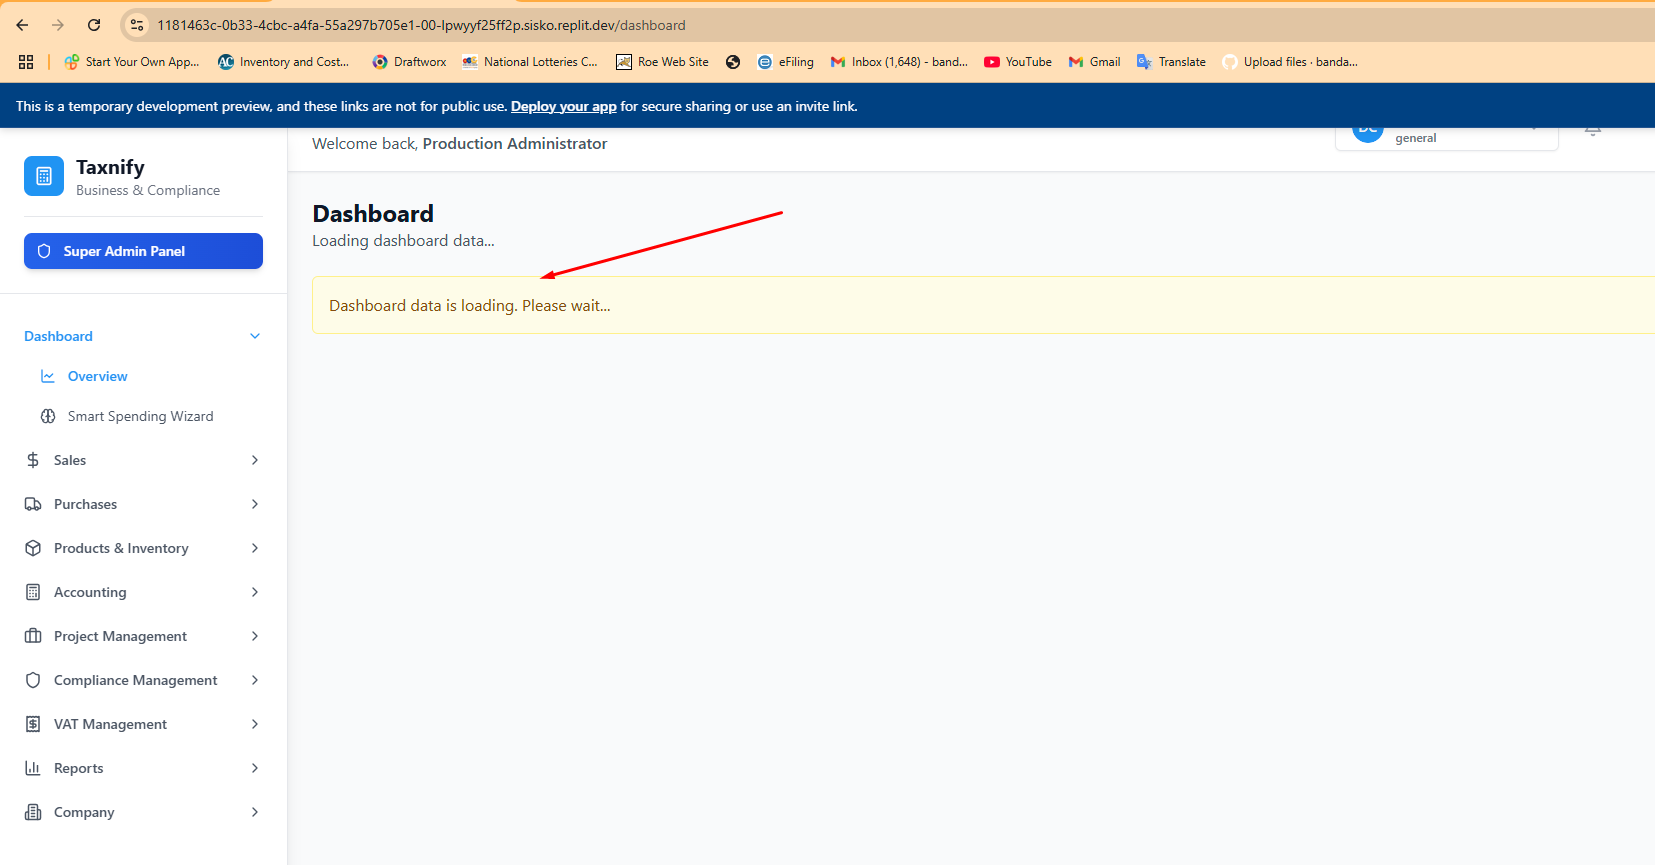 1181463c-0b33-4cbc-a4fa-55a297b705e1-00-lpwyyf25ff2p.sisko.replit.dev/dashboard
Start Your Own App... Inventory and Cost... Draftworx National Lotteries C... Roe Web Site eFiling Inbox (1,648) - band... YouTube Gmail Translate Upload files · banda...
This is a temporary development preview, and these links are not for public use. Deploy your app for secure sharing or use an invite link.
Taxnify
Business & Compliance
Super Admin Panel
Dashboard
Overview
Smart Spending Wizard
Sales
Purchases
Products & Inventory
Accounting
Project Management
Compliance Management
VAT Management
Reports
Company
Welcome back, Production Administrator
DC
general
Dashboard
Loading dashboard data...
Dashboard data is loading. Please wait...